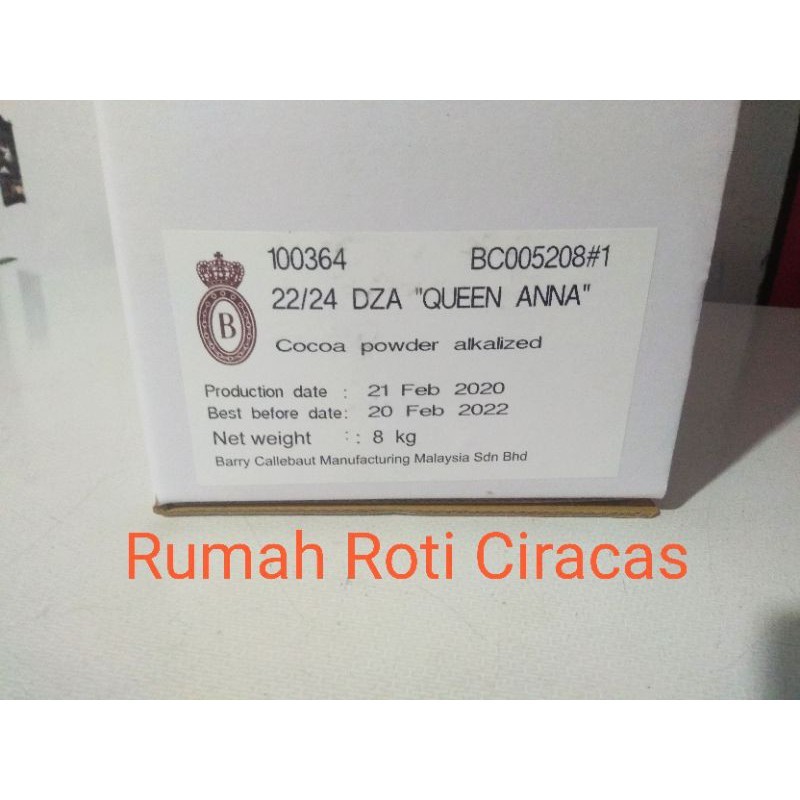 100364 BC005208#1
22/24 DZA "QUEEN ANNA"
B
Cocoa powder alkalized
Production date : 21 Feb 2020
Best before date: 20 Feb 2022
Net weight : : 8 kg
Barry Callebaut Manufacturing Malaysia Sdn Bhd
Rumah Roti Ciracas